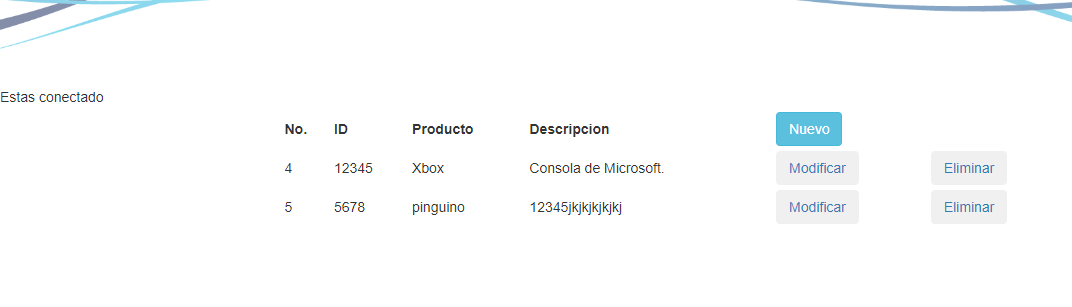 Estas conectado
No. ID Producto Descripcion Nuevo
4 12345 Xbox Consola de Microsoft. Modificar Eliminar
5 5678 pinguino 12345jkjkjkjkjkj Modificar Eliminar